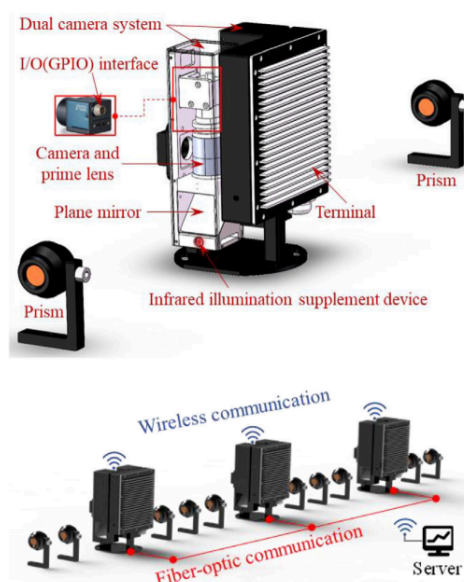 Dual camera system
I/O(GPIO) interface
Camera and
prime lens
Prism
Plane mirror
Terminal
Prism
Infrared illumination supplement device
Wireless communication
Fiber-optic communication
Server